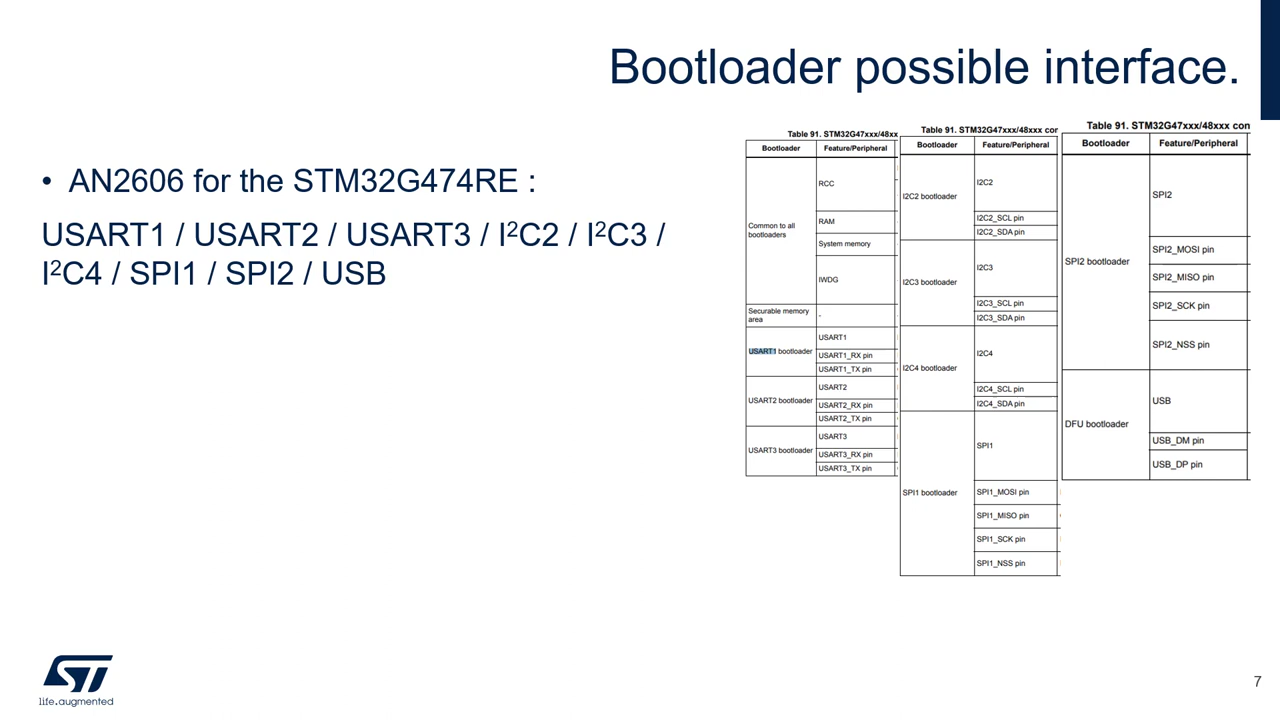 Bootloader possible interface.
• AN2606 for the STM32G474RE :
USART1 / USART2 / USART3 / I²C2 / I²C3 /
I²C4 / SPI1 / SPI2 / USB
Table 91. STM32G47xxx/48xx
Bootloader Feature/Peripheral
Common to all bootloaders
RCC
RAM
System memory
IWDG
Securable memory area
-
USART1 bootloader
USART1
USART1_RX pin
USART1_TX pin
USART2 bootloader
USART2
USART2_RX pin
USART2_TX pin
USART3 bootloader
USART3
USART3_RX pin
USART3_TX pin
Table 91. STM32G47xxx/48xxx cor
Bootloader Feature/Peripheral
I2C2 bootloader
I2C2
I2C2_SCL pin
I2C2_SDA pin
I2C3 bootloader
I2C3
I2C3_SCL pin
I2C3_SDA pin
I2C4 bootloader
I2C4
I2C4_SCL pin
I2C4_SDA pin
SPI1 bootloader
SPI1
SPI1_MOSI pin
SPI1_MISO pin
SPI1_SCK pin
SPI1_NSS pin
Table 91. STM32G47xxx/48xxx con
Bootloader Feature/Peripheral
SPI2 bootloader
SPI2
SPI2_MOSI pin
SPI2_MISO pin
SPI2_SCK pin
SPI2_NSS pin
DFU bootloader
USB
USB_DM pin
USB_DP pin
ST
life.augmented
7